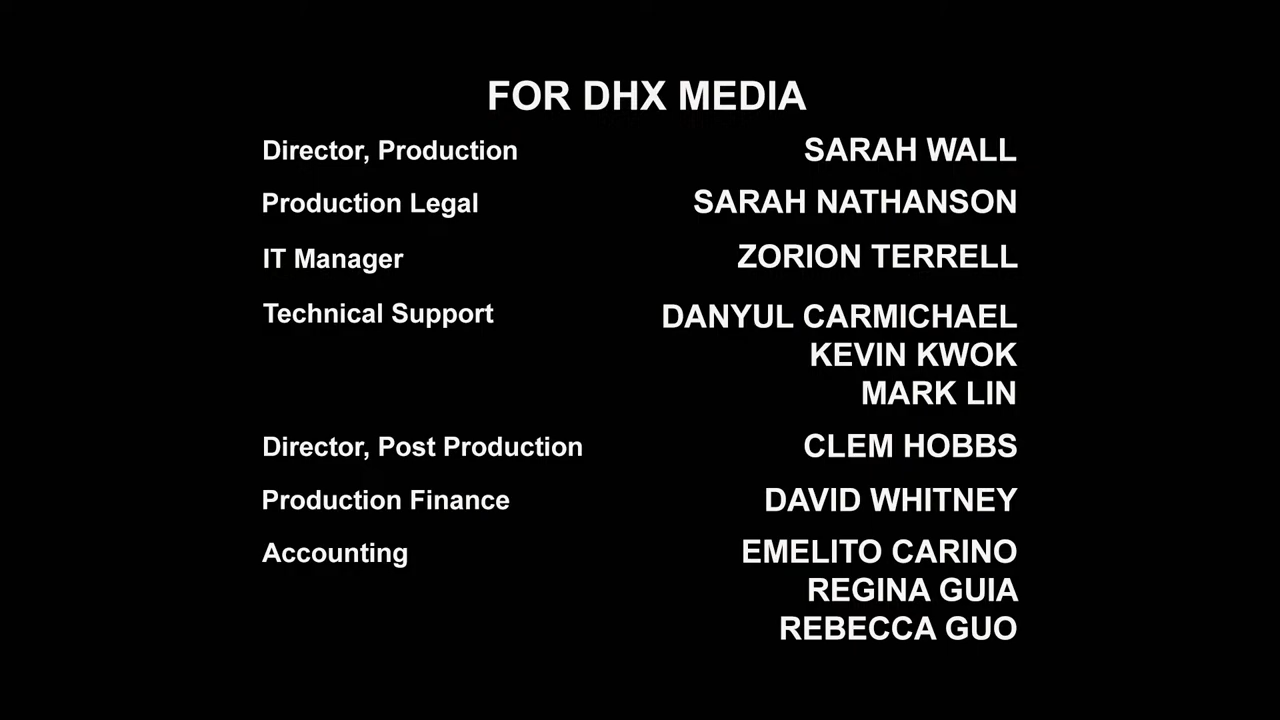 FOR DHX MEDIA
Director, Production SARAH WALL
Production Legal SARAH NATHANSON
IT Manager ZORION TERRELL
Technical Support DANYUL CARMICHAEL
KEVIN KWOK
MARK LIN
Director, Post Production CLEM HOBBS
Production Finance DAVID WHITNEY
Accounting EMELITO CARINO
REGINA GUIA
REBECCA GUO